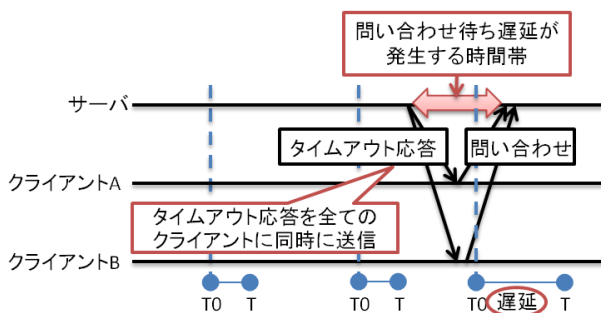 問い合わせ待ち遅延が
発生する時間帯
サーバ
タイムアウト応答
問い合わせ
クライアントA
タイムアウト応答を全ての
クライアントに同時に送信
クライアントB
T0 T T0 T T0 遅延 T